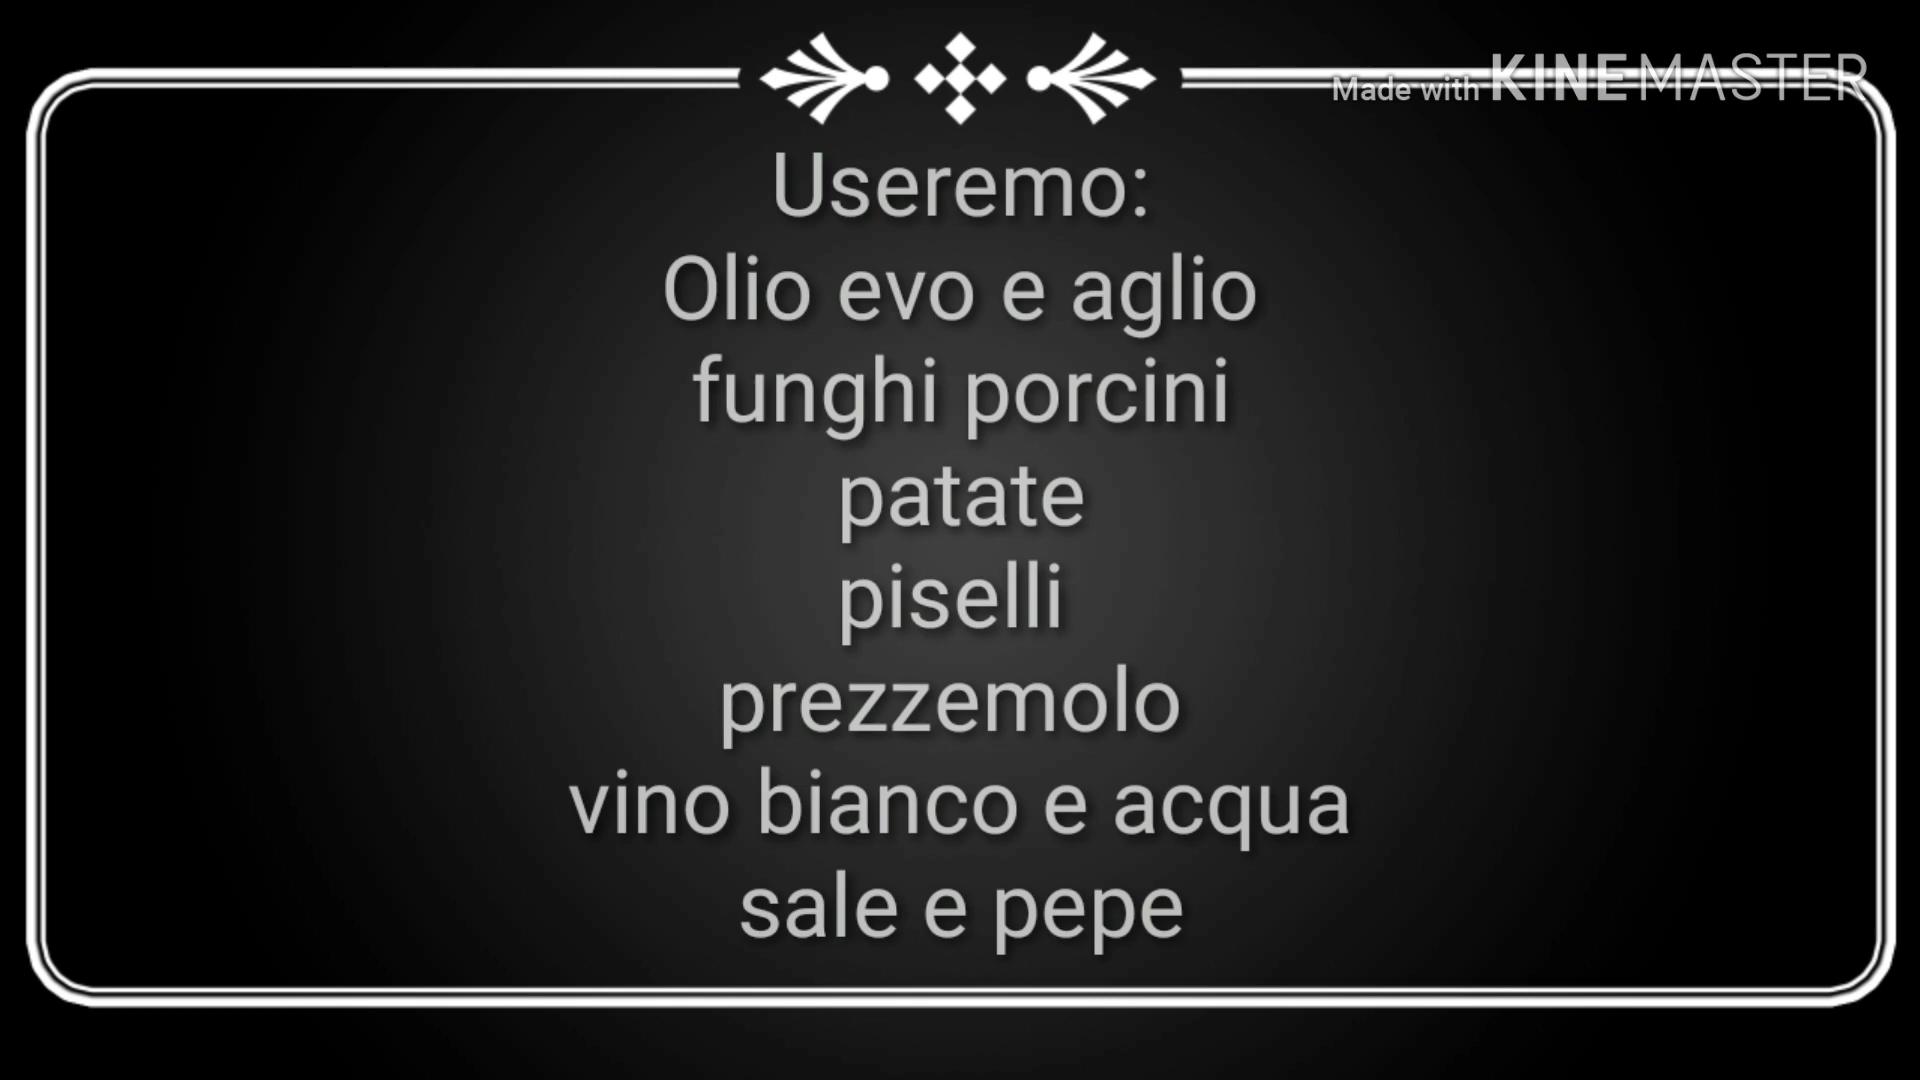 Made with KINEMASTER
Useremo:
Olio evo e aglio
funghi porcini
patate
piselli
prezzemolo
vino bianco e acqua
sale e pepe